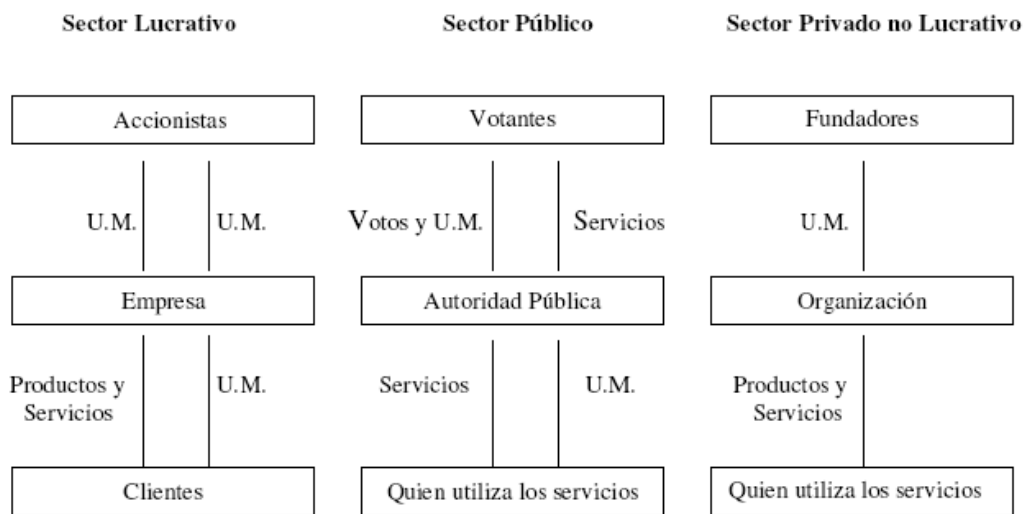 Sector Lucrativo
Sector Público
Sector Privado no Lucrativo
Accionistas
Votantes
Fundadores
U.M.
U.M.
Votos y U.M.
Servicios
U.M.
Empresa
Autoridad Pública
Organización
Productos y
Servicios
U.M.
Servicios
U.M.
Productos y
Servicios
Clientes
Quien utiliza los servicios
Quien utiliza los servicios